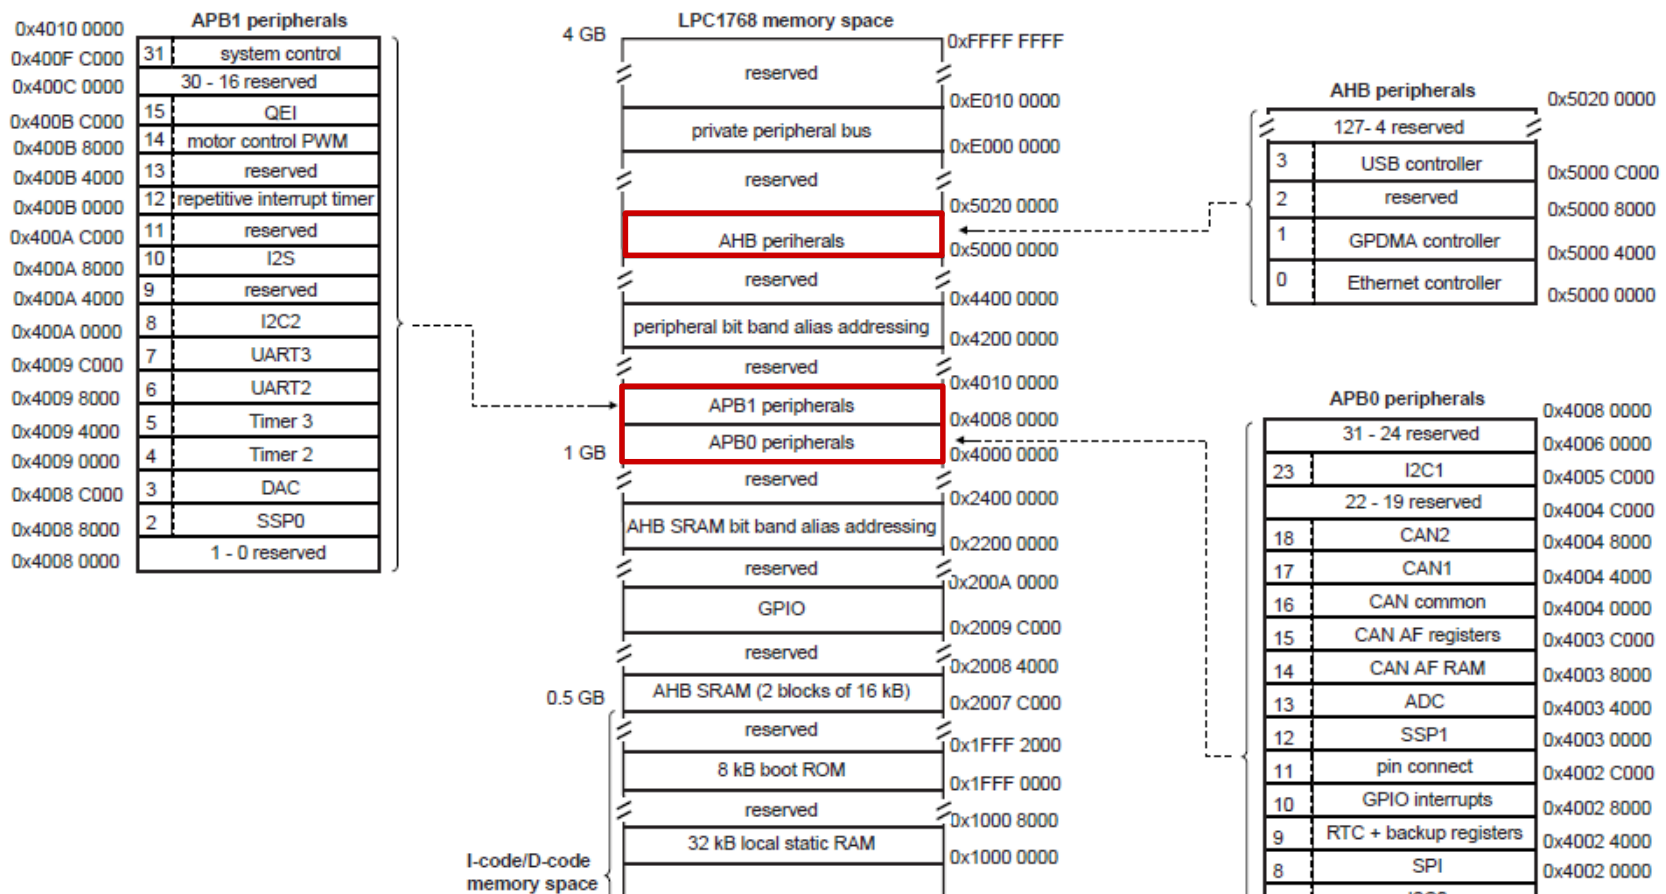 APB1 peripherals
0x4010 0000
31 system control
0x400F C000
30 - 16 reserved
0x400C 0000
15 QEI
0x400B C000
14 motor control PWM
0x400B 8000
13 reserved
0x400B 4000
12 repetitive interrupt timer
0x400B 0000
11 reserved
0x400A C000
10 I2S
0x400A 8000
9 reserved
0x400A 4000
8 I2C2
0x400A 0000
7 UART3
0x4009 C000
6 UART2
0x4009 8000
5 Timer 3
0x4009 4000
4 Timer 2
0x4009 0000
3 DAC
0x4008 C000
2 SSP0
0x4008 8000
1 - 0 reserved
0x4008 0000
LPC1768 memory space
4 GB
0xFFFF FFFF
reserved
0xE010 0000
private peripheral bus
0xE000 0000
reserved
0x5020 0000
AHB periherals
0x5000 0000
reserved
0x4400 0000
peripheral bit band alias addressing
0x4200 0000
reserved
0x4010 0000
APB1 peripherals
0x4008 0000
APB0 peripherals
1 GB
0x4000 0000
reserved
0x2400 0000
AHB SRAM bit band alias addressing
0x2200 0000
reserved
0x200A 0000
GPIO
0x2009 C000
reserved
0x2008 4000
AHB SRAM (2 blocks of 16 kB)
0.5 GB
0x2007 C000
reserved
0x1FFF 2000
8 kB boot ROM
0x1FFF 0000
reserved
0x1000 8000
32 kB local static RAM
0x1000 0000
I-code/D-code
memory space
AHB peripherals
0x5020 0000
127- 4 reserved
3 USB controller
0x5000 C000
2 reserved
0x5000 8000
1 GPDMA controller
0x5000 4000
0 Ethernet controller
0x5000 0000
APB0 peripherals
0x4008 0000
31 - 24 reserved
0x4006 0000
23 I2C1
0x4005 C000
22 - 19 reserved
0x4004 C000
18 CAN2
0x4004 8000
17 CAN1
0x4004 4000
16 CAN common
0x4004 0000
15 CAN AF registers
0x4003 C000
14 CAN AF RAM
0x4003 8000
13 ADC
0x4003 4000
12 SSP1
0x4003 0000
11 pin connect
0x4002 C000
10 GPIO interrupts
0x4002 8000
9 RTC + backup registers
0x4002 4000
8 SPI
0x4002 0000